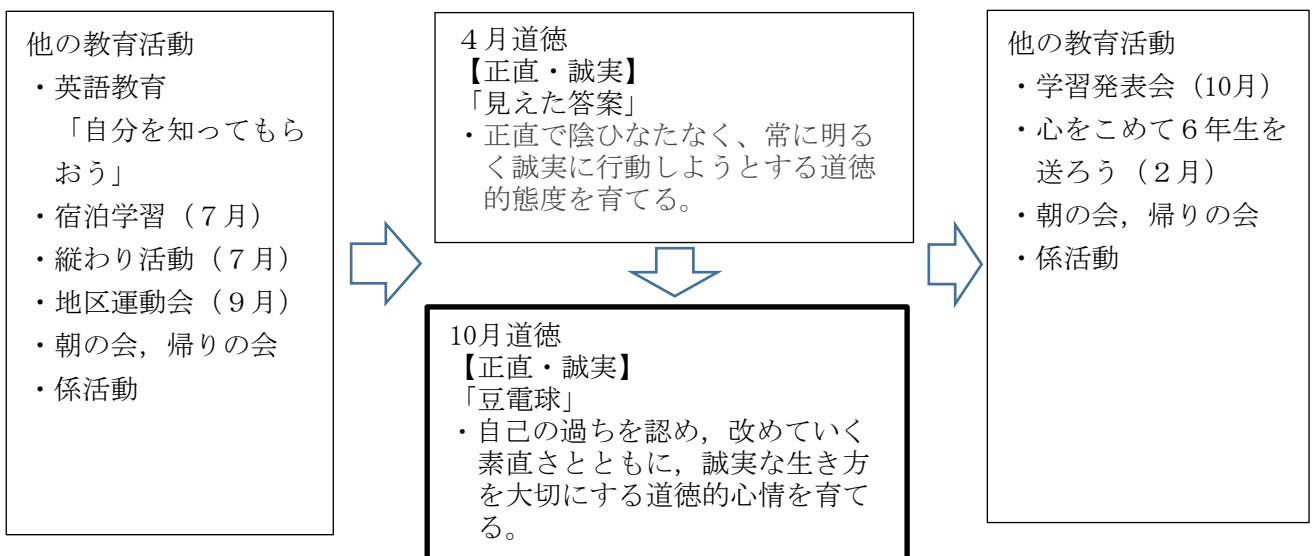 他の教育活動
・英語教育
「自分を知ってもら
おう」
・宿泊学習（７月）
・縦わり活動（７月）
・地区運動会（９月）
・朝の会，帰りの会
・係活動
４月道徳
【正直・誠実】
「見えた答案」
・正直で陰ひなたなく、常に明る
く誠実に行動しようとする道徳
的態度を育てる。
10月道徳
【正直・誠実】
「豆電球」
・自己の過ちを認め，改めていく
素直さとともに，誠実な生き方
を大切にする道徳的心情を育て
る。
他の教育活動
・学習発表会（10月）
・心をこめて６年生を
送ろう（２月）
・朝の会，帰りの会
・係活動